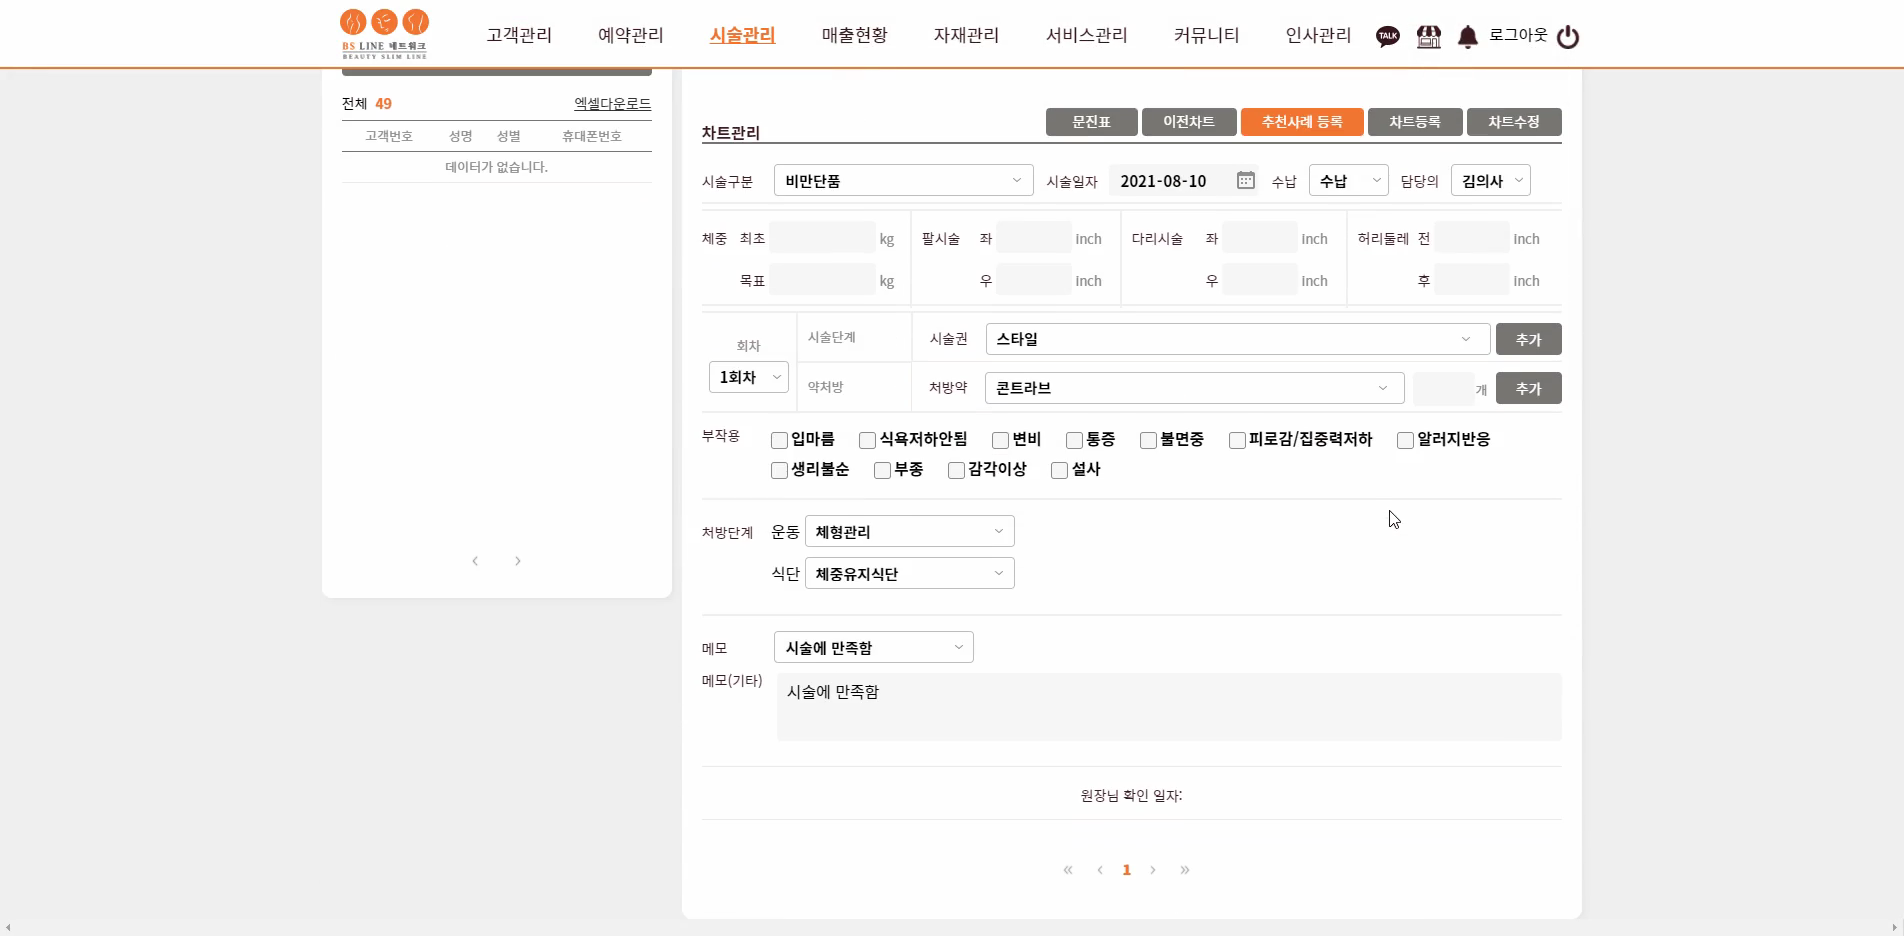 BS LINE 네트워크
BEAUTY SLIM LINE
고객관리 예약관리 시술관리 매출현황 자재관리 서비스관리 커뮤니티 인사관리 TALK 로그아웃
전체 49 엑셀다운로드
고객번호 성명 성별 휴대폰번호
데이터가 없습니다.
차트관리 문진표 이전차트 추천사례 등록 차트등록 차트수정
시술구분 비만단품 시술일자 2021-08-10 수납 수납 담당의 김의사
체중 최초 kg 팔시술 좌 inch 다리시술 좌 inch 허리둘레 전 inch
목표 kg 우 inch 우 inch 후 inch
회차 시술단계 시술권 스타일 추가
1회차 약처방 처방약 콘트라브 개 추가
부작용 입마름 식욕저하안됨 변비 통증 불면중 피로감/집중력저하 알러지반응
생리불순 부종 감각이상 설사
처방단계 운동 체형관리
식단 체중유지식단
메모 시술에 만족함
메모(기타) 시술에 만족함
원장님 확인 일자:
« ‹ 1 › »